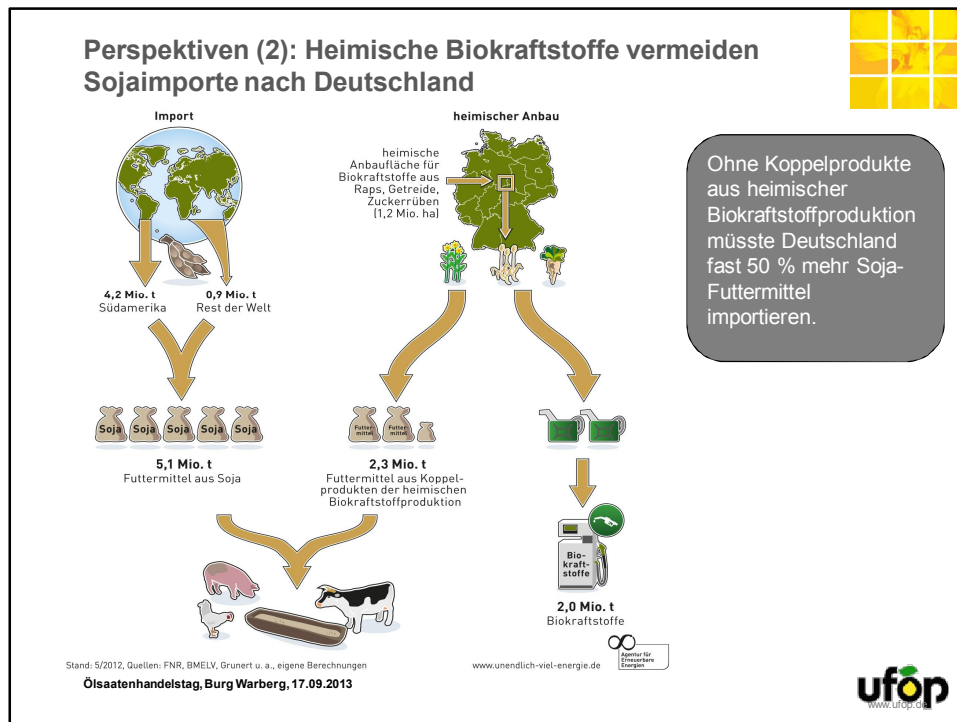 Perspektiven (2): Heimische Biokraftstoffe vermeiden
Sojaimporte nach Deutschland
Import
4,2 Mio. t
Südamerika
0,9 Mio. t
Rest der Welt
Soja Soja Soja Soja Soja
5,1 Mio. t
Futtermittel aus Soja
heimischer Anbau
heimische
Anbaufläche für
Biokraftstoffe aus
Raps, Getreide,
Zuckerrüben
(1,2 Mio. ha)
Futter-
mittel
Futter-
mittel
2,3 Mio. t
Futtermittel aus Koppel-
produkten der heimischen
Biokraftstoffproduktion
Bio-
kraft-
stoffe
2,0 Mio. t
Biokraftstoffe
Ohne Koppelprodukte
aus heimischer
Biokraftstoffproduktion
müsste Deutschland
fast 50 % mehr Soja-
Futtermittel
importieren.
Stand: 5/2012, Quellen: FNR, BMELV, Grunert u. a., eigene Berechnungen
www.unendlich-viel-energie.de
Agentur für
Erneuerbare
Energien
Ölsaatenhandelstag, Burg Warberg, 17.09.2013
ufop
www.ufop.de